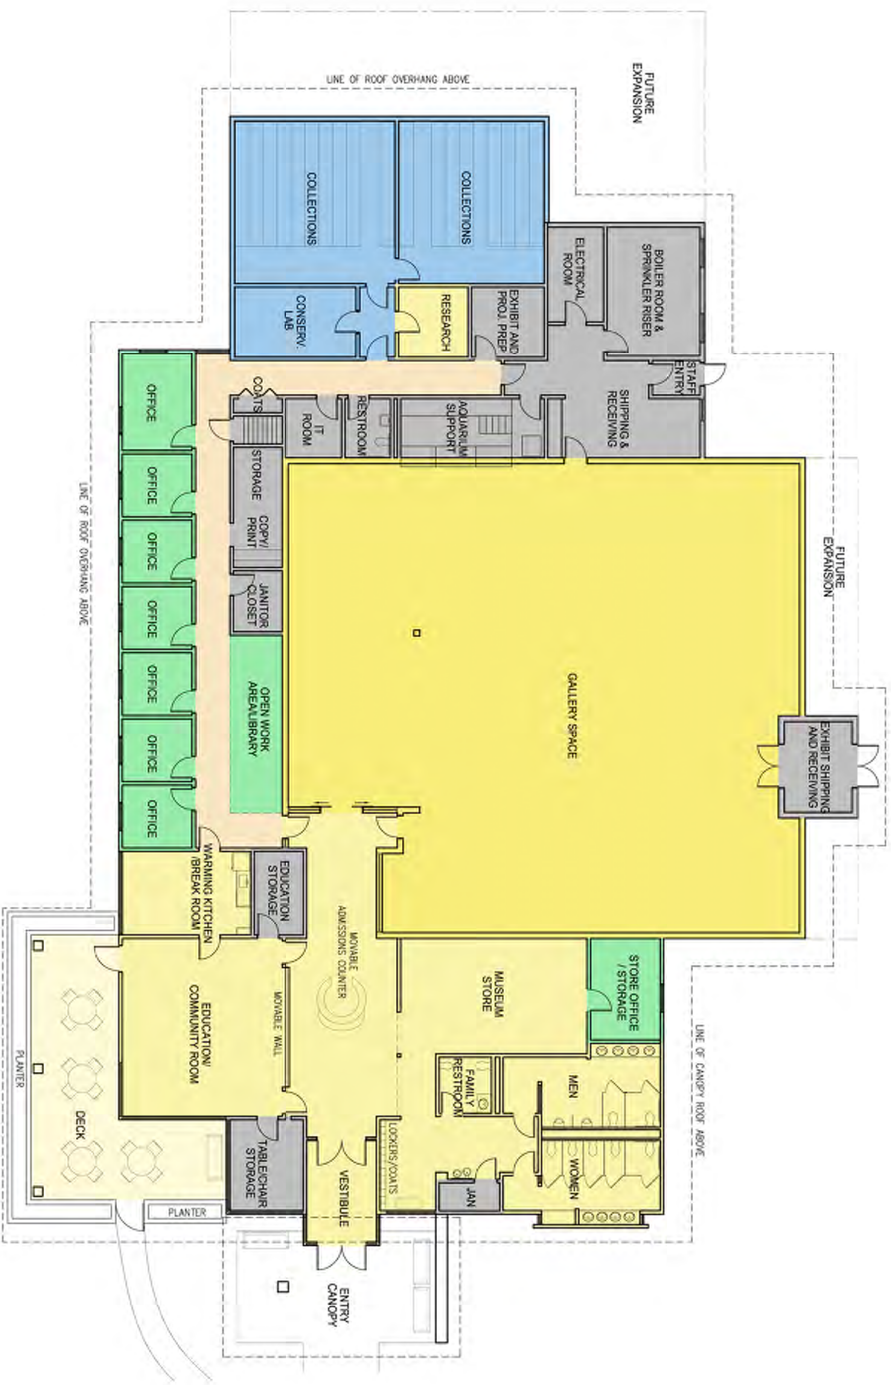 LINE OF ROOF OVERHANG ABOVE
FUTURE
EXPANSION
COLLECTIONS
COLLECTIONS
ELECTRICAL
ROOM
BOILER ROOM &
SPRINKLER RISER
CONSERV.
LAB
RESEARCH
EXHIBIT AND
PROJ. PREP
STAFF
ENTRY
SHIPPING &
RECEIVING
OFFICE
COATS
IT
ROOM
RESTROOM
AQUARIUM
SUPPORT
OFFICE
STORAGE
COPY/
PRINT
LINE OF ROOF OVERHANG ABOVE
OFFICE
FUTURE
EXPANSION
OFFICE
JANITOR
CLOSET
OFFICE
OPEN WORK
AREA/LIBRARY
GALLERY SPACE
OFFICE
EXHIBIT SHIPPING
AND RECEIVING
OFFICE
WARMING KITCHEN
/BREAK ROOM
EDUCATION
STORAGE
MOVABLE
ADMISSIONS COUNTER
MUSEUM
STORE
STORE OFFICE
/ STORAGE
EDUCATION/
COMMUNITY ROOM
MOVABLE WALL
LINE OF CANOPY ROOF ABOVE
PLANTER
DECK
FAMILY
RESTROOM
MEN
TABLE/CHAIR
STORAGE
VESTIBULE
LOCKERS/COATS
JAN
WOMEN
PLANTER
ENTRY
CANOPY